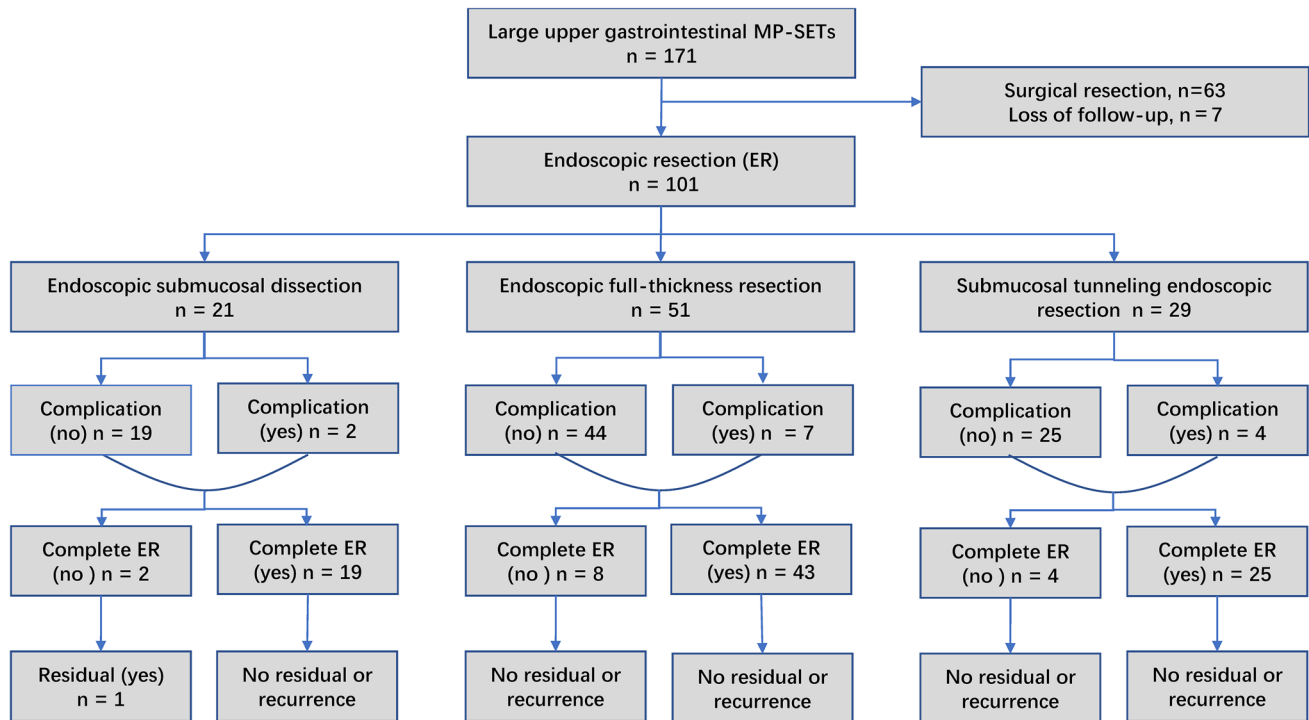 Large upper gastrointestinal MP-SETs
n = 171
Surgical resection, n=63
Loss of follow-up, n = 7
Endoscopic resection (ER)
n = 101
Endoscopic submucosal dissection
n = 21
Endoscopic full-thickness resection
n = 51
Submucosal tunneling endoscopic
resection n = 29
Complication
(no) n = 19
Complication
(yes) n = 2
Complication
(no) n = 44
Complication
(yes) n = 7
Complication
(no) n = 25
Complication
(yes) n = 4
Complete ER
(no ) n = 2
Complete ER
(yes) n = 19
Complete ER
(no ) n = 8
Complete ER
(yes) n = 43
Complete ER
(no ) n = 4
Complete ER
(yes) n = 25
Residual (yes)
n = 1
No residual or
recurrence
No residual or
recurrence
No residual or
recurrence
No residual or
recurrence
No residual or
recurrence